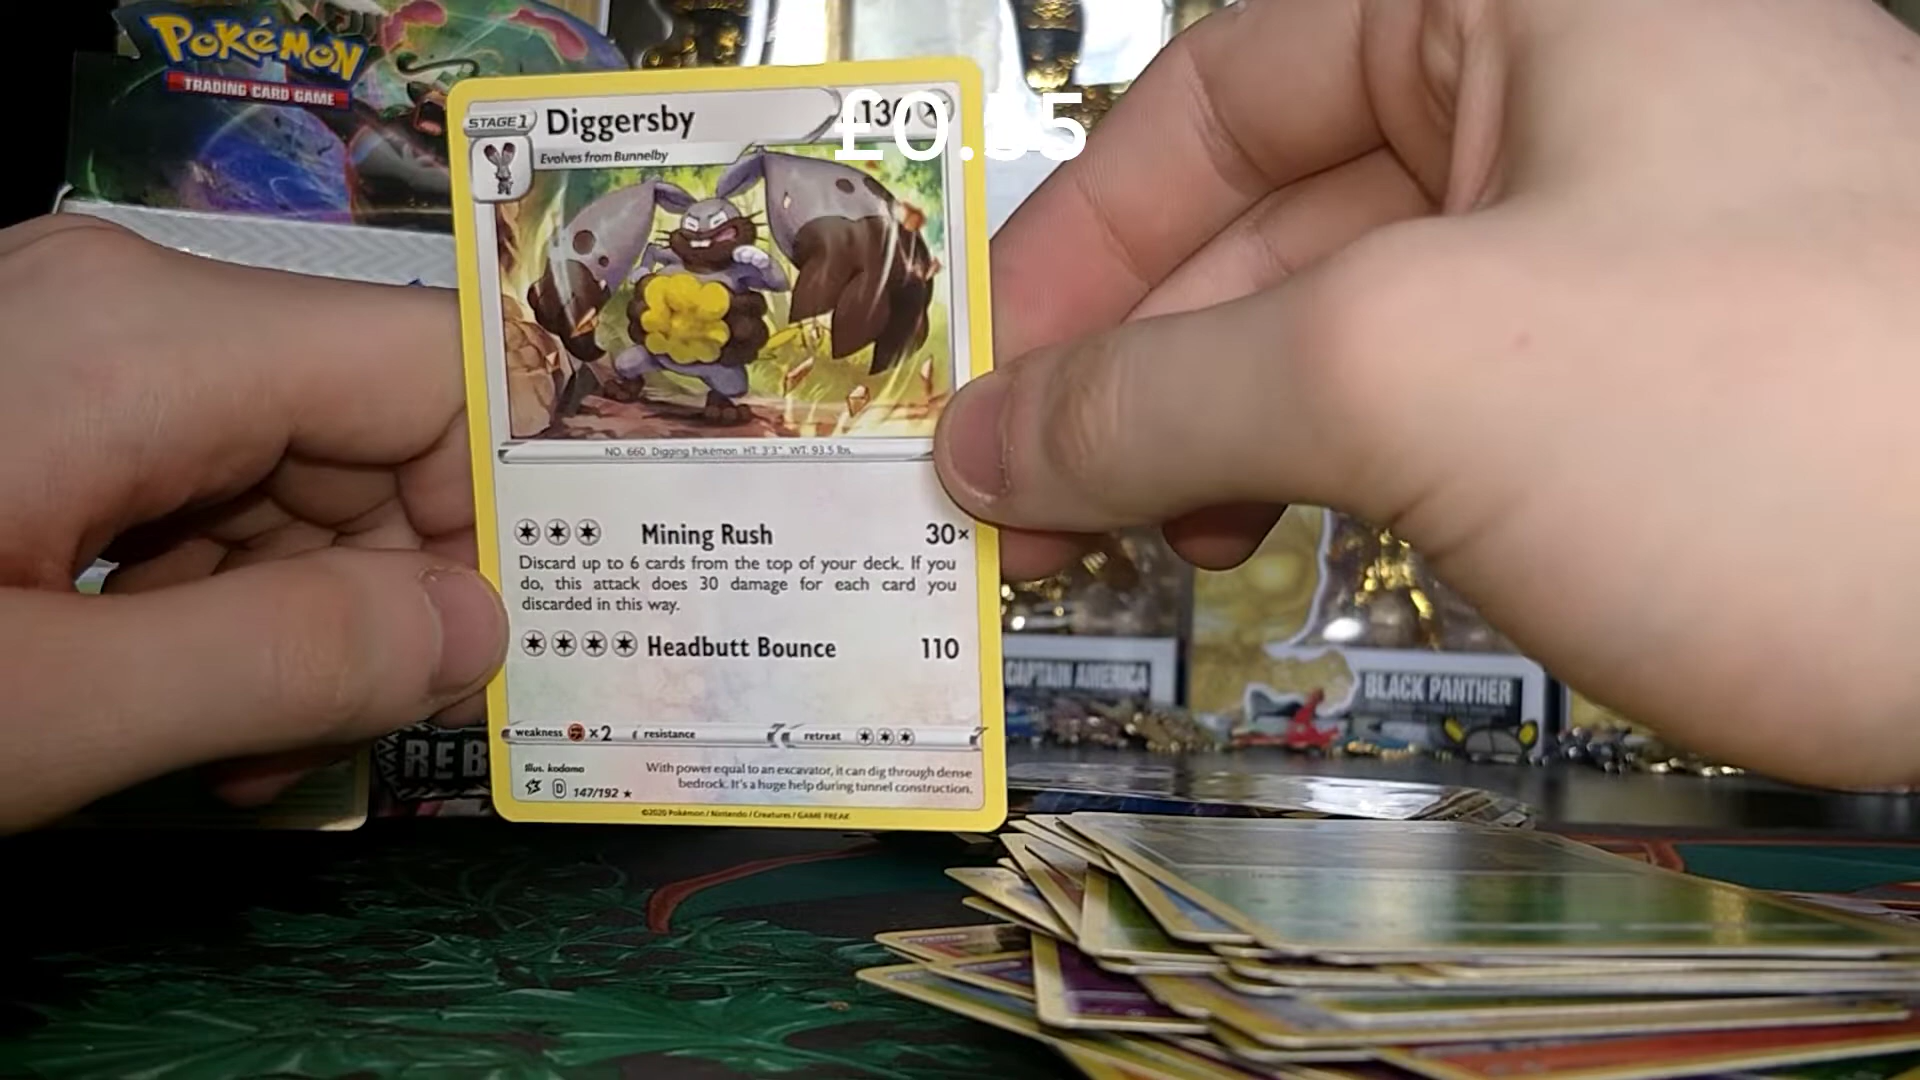 POKÉMON
TRADING CARD GAME
STAGE 1
Diggersby
130
Evolves from Bunnelby
NO. 660 Digging Pokémon HT. 3'3" WT. 93.5 lbs.
Mining Rush 30×
Discard up to 6 cards from the top of your deck. If you
do, this attack does 30 damage for each card you
discarded in this way.
Headbutt Bounce 110
weakness ×2 resistance retreat
Illus. kodama
With power equal to an excavator, it can dig through dense
bedrock. It's a huge help during tunnel construction.
D 147/192 ★
©2020 Pokémon / Nintendo / Creatures / GAME FREAK
REB
CAPTAIN AMERICA
BLACK PANTHER